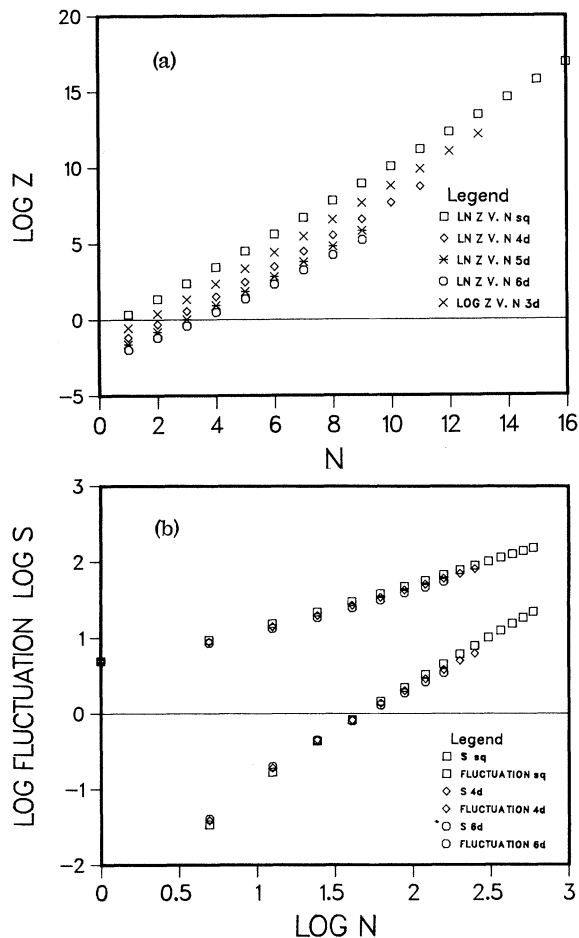 20
(a)
15
10
LOG Z
Legend
LN Z V. N sq
5
LN Z V. N 4d
LN Z V. N 5d
LN Z V. N 6d
0
LOG Z V. N 3d
−5
0 2 4 6 8 10 12 14 16
N
3
(b)
2
LOG FLUCTUATION LOG S
1
0
Legend
S sq
FLUCTUATION sq
−1
S 4d
FLUCTUATION 4d
S 6d
FLUCTUATION 6d
−2
0 0.5 1 1.5 2 2.5 3
LOG N